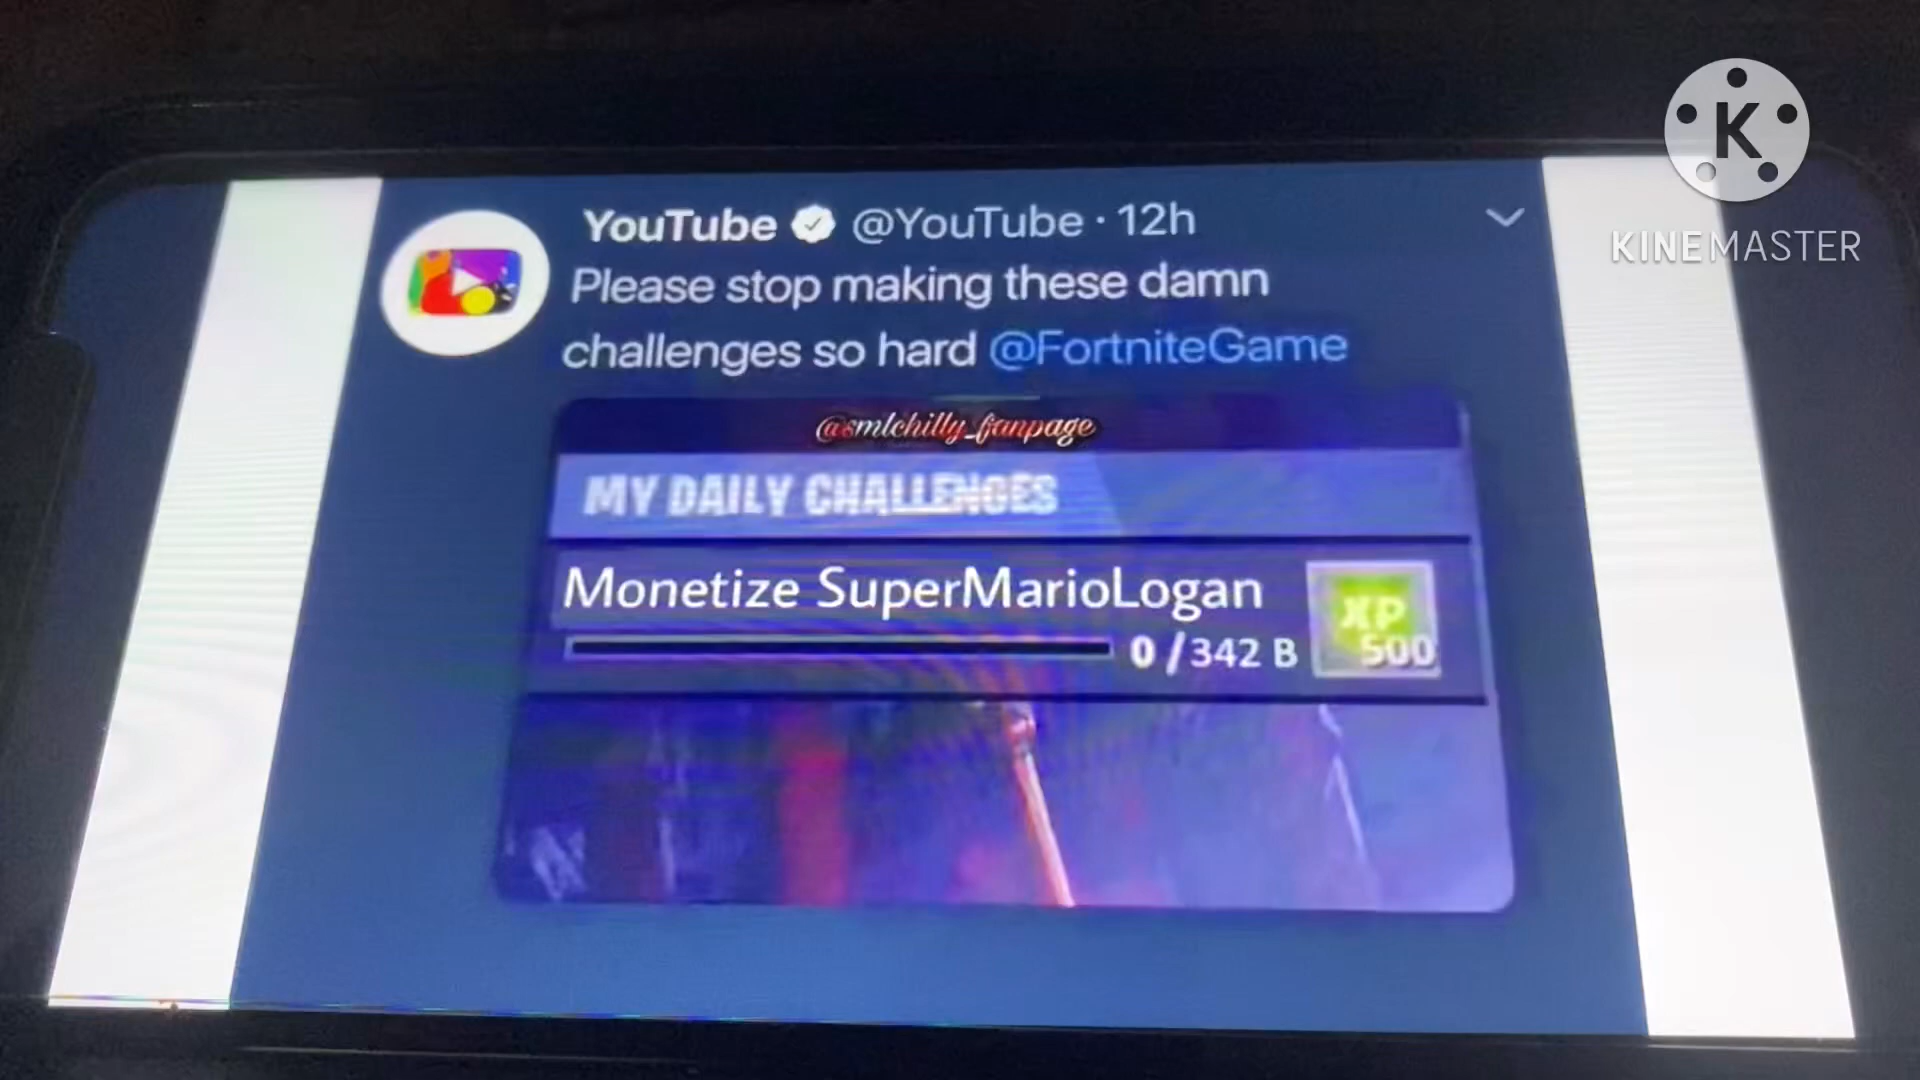 K
KINEMASTER
YouTube @YouTube · 12h
Please stop making these damn
challenges so hard @FortniteGame
@smlchilly_fanpage
MY DAILY CHALLENGES
Monetize SuperMarioLogan
0 / 342 B
XP
500